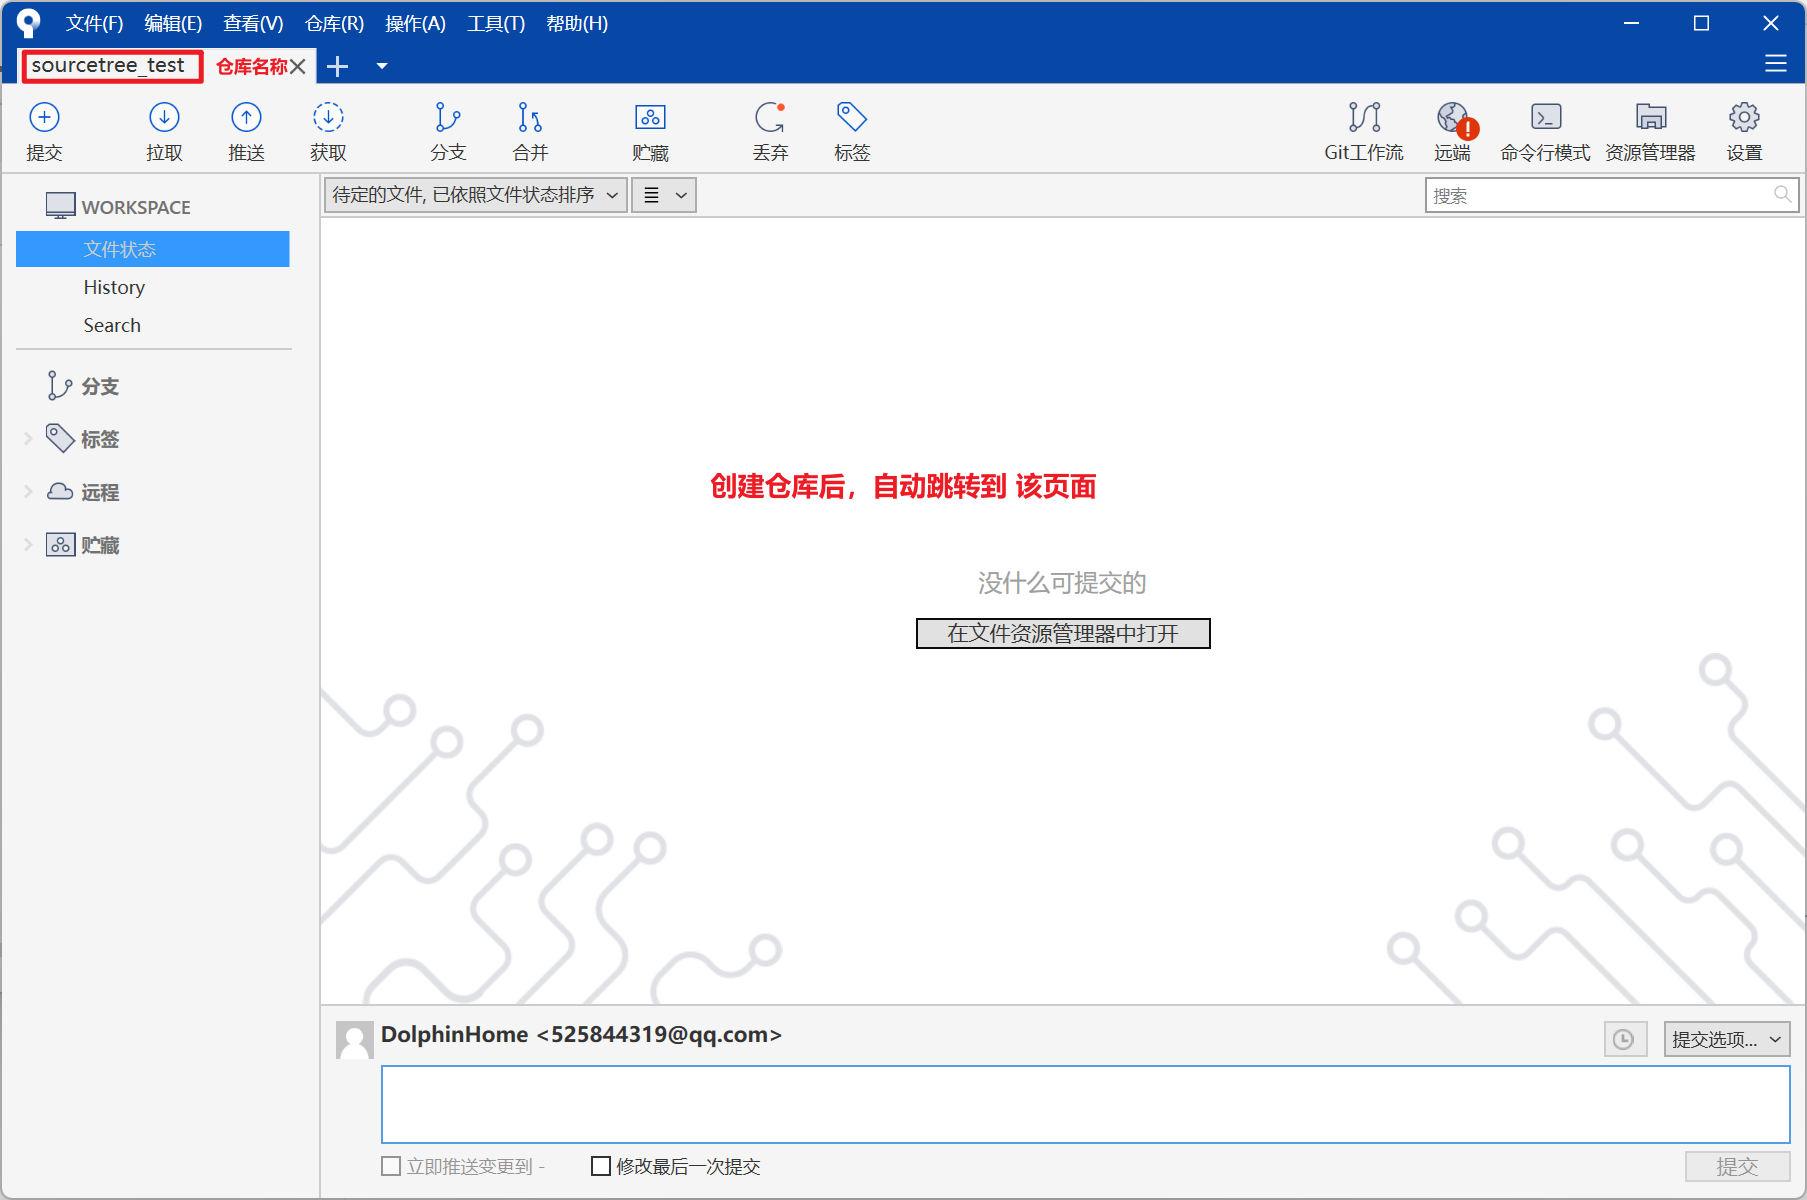 文件(F) 编辑(E) 查看(V) 仓库(R) 操作(A) 工具(T) 帮助(H)
sourcetree_test 仓库名称
提交 拉取 推送 获取 分支 合并 贮藏 丢弃 标签 Git工作流 远端 命令行模式 资源管理器 设置
WORKSPACE
文件状态
History
Search
分支
标签
远程
贮藏
待定的文件, 已依照文件状态排序
搜索
创建仓库后，自动跳转到 该页面
没什么可提交的
在文件资源管理器中打开
DolphinHome <525844319@qq.com>
提交选项...
立即推送变更到 -
修改最后一次提交
提交